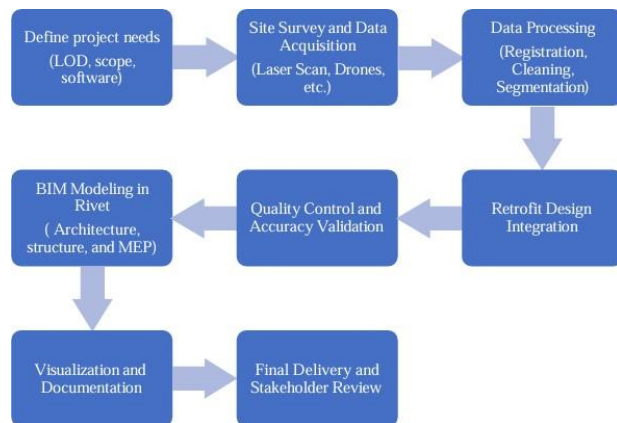 Define project needs
(LOD, scope,
software)
Site Survey and Data
Acquisition
(Laser Scan, Drones,
etc.)
Data Processing
(Registration,
Cleaning,
Segmentation)
Retrofit Design
Integration
Quality Control and
Accuracy Validation
BIM Modeling in
Rivet
( Architecture,
structure, and MEP)
Visualization and
Documentation
Final Delivery and
Stakeholder Review